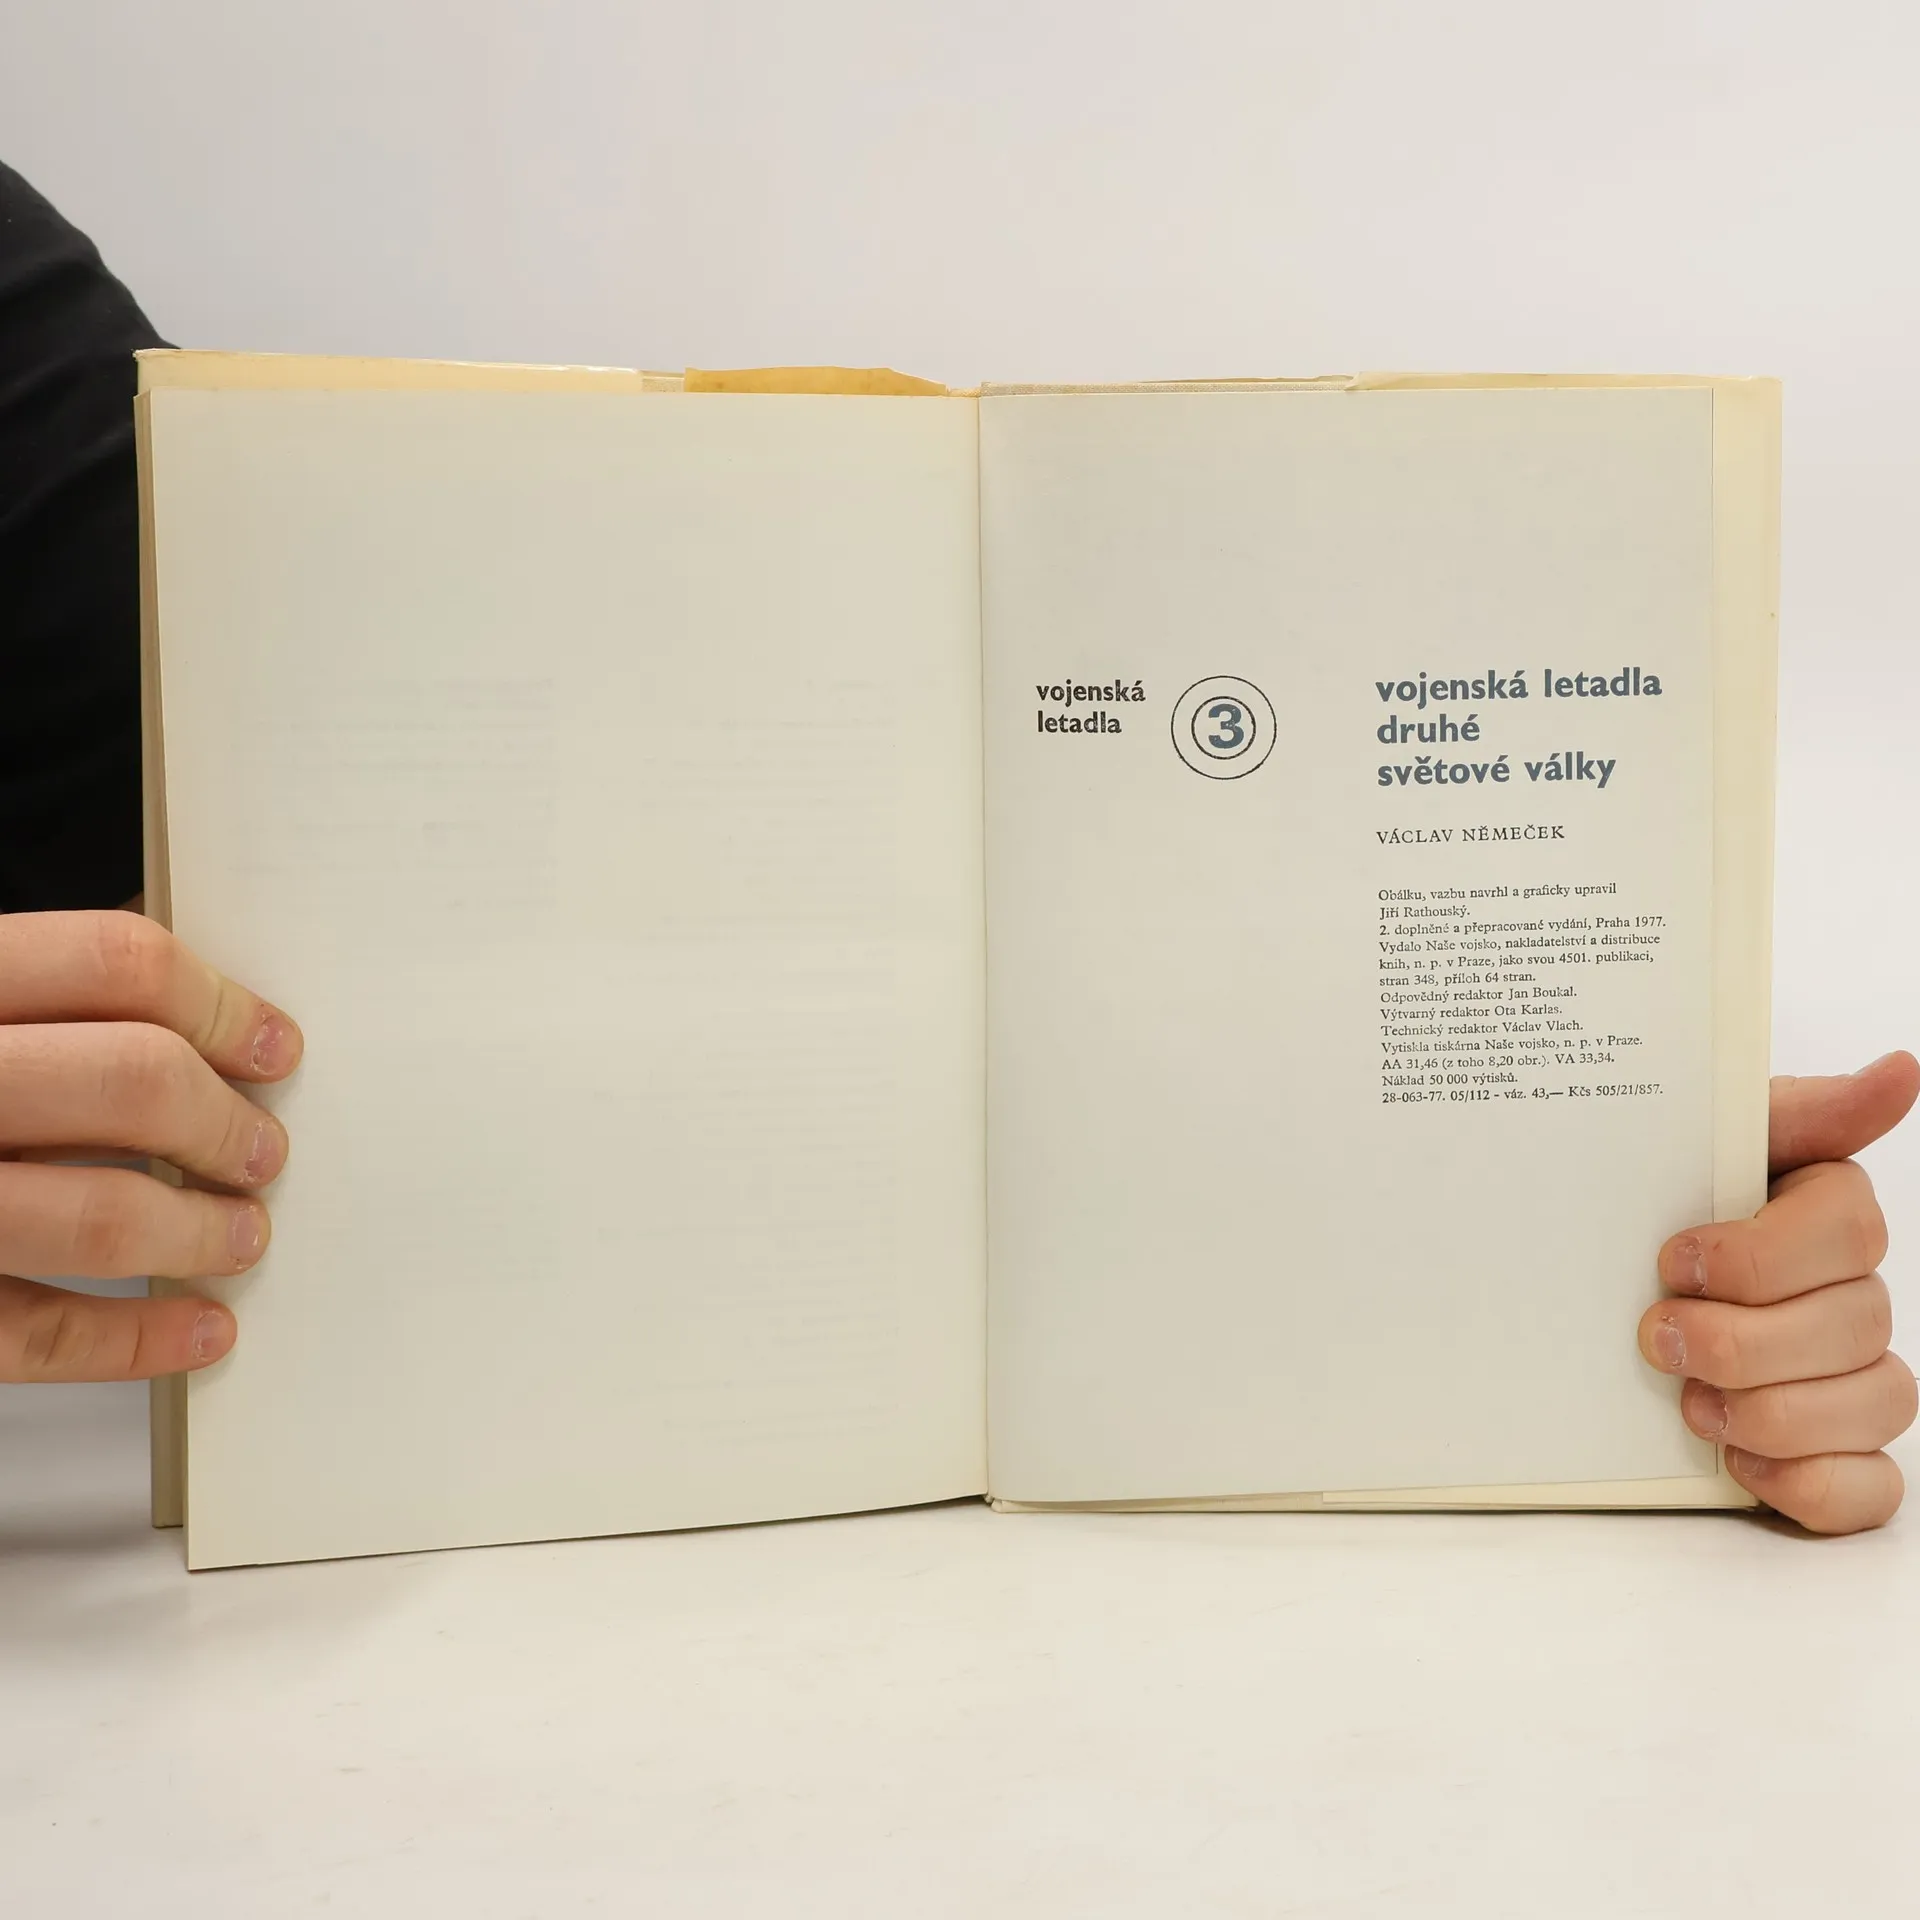 vojenská
letadla
3
vojenská letadla
druhé
světové války
VÁCLAV NĚMEČEK
Obálku, vazbu navrhl a graficky upravil
Jiří Rathouský.
2. doplněné a přepracované vydání, Praha 1977.
Vydalo Naše vojsko, nakladatelství a distribuce
knih, n. p. v Praze, jako svou 4501. publikaci,
stran 348, příloh 64 stran.
Odpovědný redaktor Jan Boukal.
Výtvarný redaktor Ota Karlas.
Technický redaktor Václav Vlach.
Vytiskla tiskárna Naše vojsko, n. p. v Praze.
AA 31,46 (z toho 8,20 obr.). VA 33,34.
Náklad 50 000 výtisků.
28-063-77. 05/112 - váz. 43,— Kčs 505/21/857.